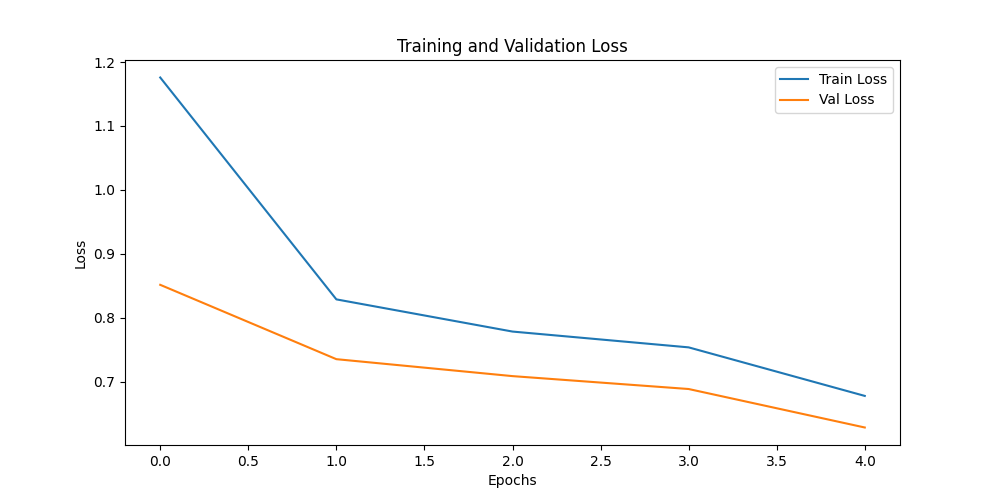 Training and Validation Loss
Train Loss
Val Loss
1.2
1.1
1.0
0.9
0.8
0.7
Loss
0.0 0.5 1.0 1.5 2.0 2.5 3.0 3.5 4.0
Epochs